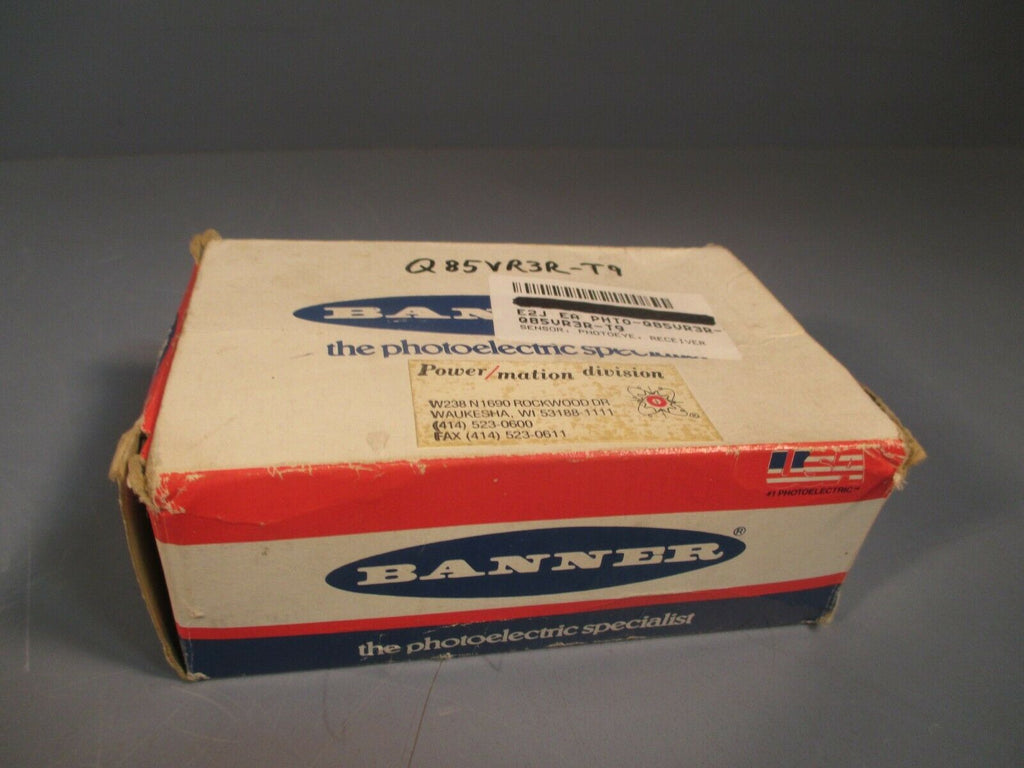 Q85VR3R-T9
BANN
E2J EA PHTO-Q85VR3R-
Q85VR3R-T9
SENSOR, PHOTOEYE, RECEIVER
the photoelectric specialist
Power/mation division
W238 N1690 ROCKWOOD DR
WAUKESHA, WI 53188-1111
(414) 523-0600
FAX (414) 523-0611
®
USA
#1 PHOTOELECTRIC™
BANNER®
the photoelectric specialist